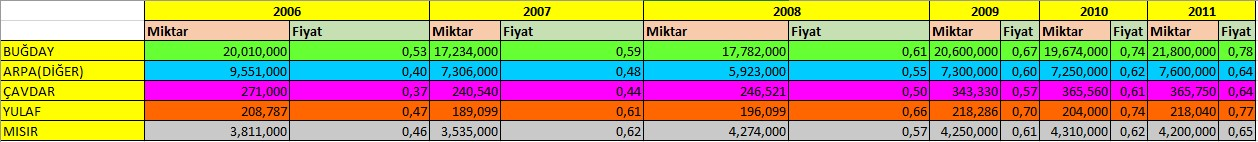 2006 2007 2008 2009 2010 2011
Miktar Fiyat Miktar Fiyat Miktar Fiyat Miktar Fiyat Miktar Fiyat Miktar Fiyat
BUĞDAY 20,010,000 0,53 17,234,000 0,59 17,782,000 0,61 20,600,000 0,67 19,674,000 0,74 21,800,000 0,78
ARPA(DİĞER) 9,551,000 0,40 7,306,000 0,48 5,923,000 0,55 7,300,000 0,60 7,250,000 0,62 7,600,000 0,64
ÇAVDAR 271,000 0,37 240,540 0,44 246,521 0,50 343,330 0,57 365,560 0,61 365,750 0,64
YULAF 208,787 0,47 189,099 0,61 196,099 0,66 218,286 0,70 204,000 0,74 218,040 0,77
MISIR 3,811,000 0,46 3,535,000 0,62 4,274,000 0,57 4,250,000 0,61 4,310,000 0,62 4,200,000 0,65